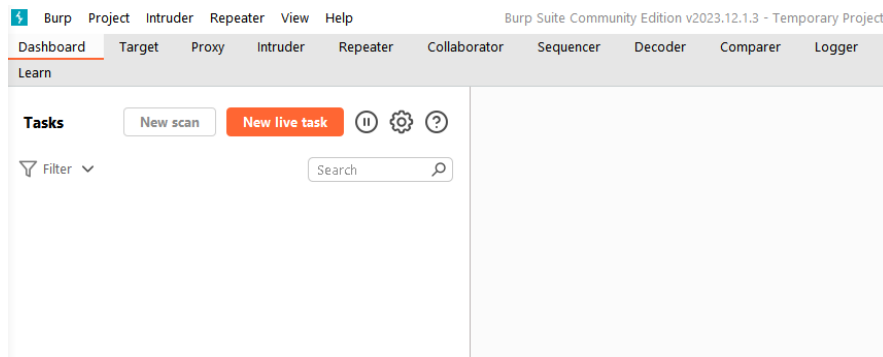 Burp Project Intruder Repeater View Help Burp Suite Community Edition v2023.12.1.3 - Temporary Project
Dashboard Target Proxy Intruder Repeater Collaborator Sequencer Decoder Comparer Logger
Learn
Tasks New scan New live task
Filter Search